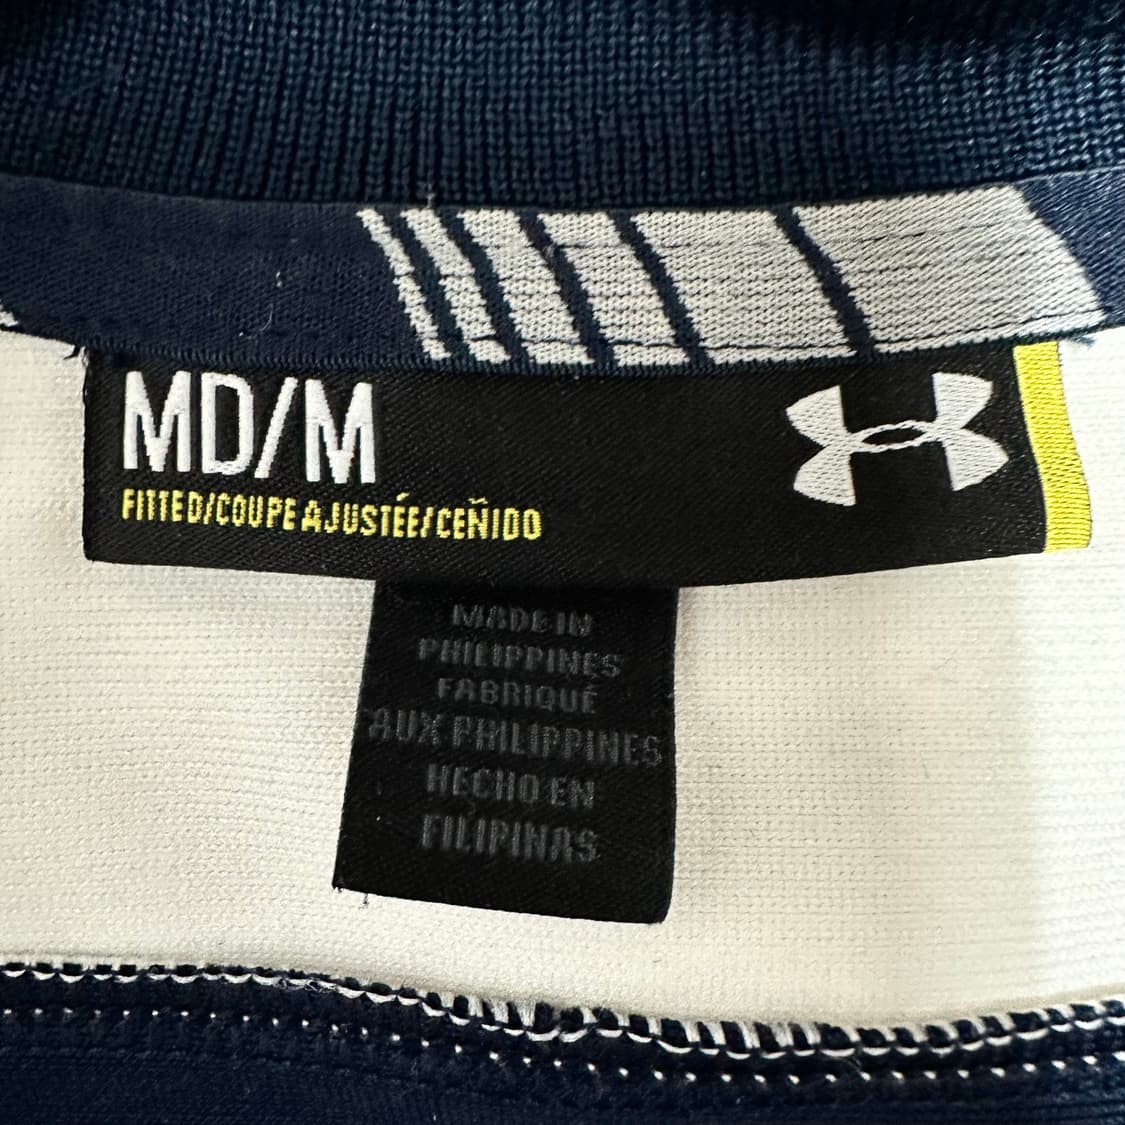 MD/M
FITTED/COUPE AJUSTÉE/CEÑIDO
MADE IN
PHILIPPINES
FABRIQUÉ
AUX PHILIPPINES
HECHO EN
FILIPINAS